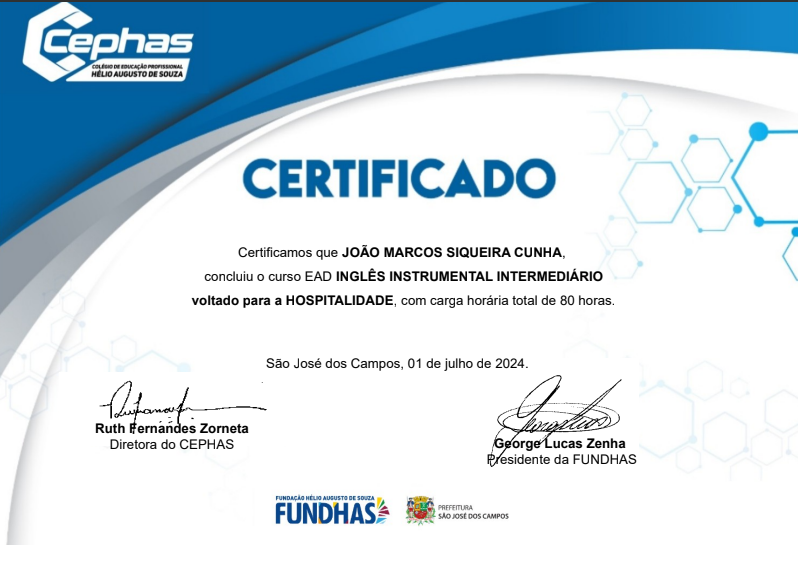 Cephas
COLÉGIO DE EDUCAÇÃO PROFISSIONAL
HÉLIO AUGUSTO DE SOUZA
CERTIFICADO
Certificamos que JOÃO MARCOS SIQUEIRA CUNHA,
concluiu o curso EAD INGLÊS INSTRUMENTAL INTERMEDIÁRIO
voltado para a HOSPITALIDADE, com carga horária total de 80 horas.
São José dos Campos, 01 de julho de 2024.
Ruth Fernandes Zorneta
Diretora do CEPHAS
George Lucas Zenha
Presidente da FUNDHAS
FUNDAÇÃO HÉLIO AUGUSTO DE SOUZA
FUNDHAS
PREFEITURA
SÃO JOSÉ DOS CAMPOS